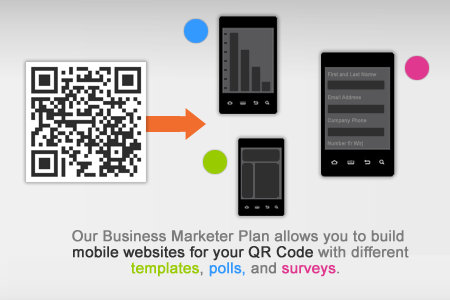 First and Last Name
Email Address
Company Phone
Our Business Marketer Plan allows you to build
mobile websites for your QR Code with different
templates, polls, and surveys.